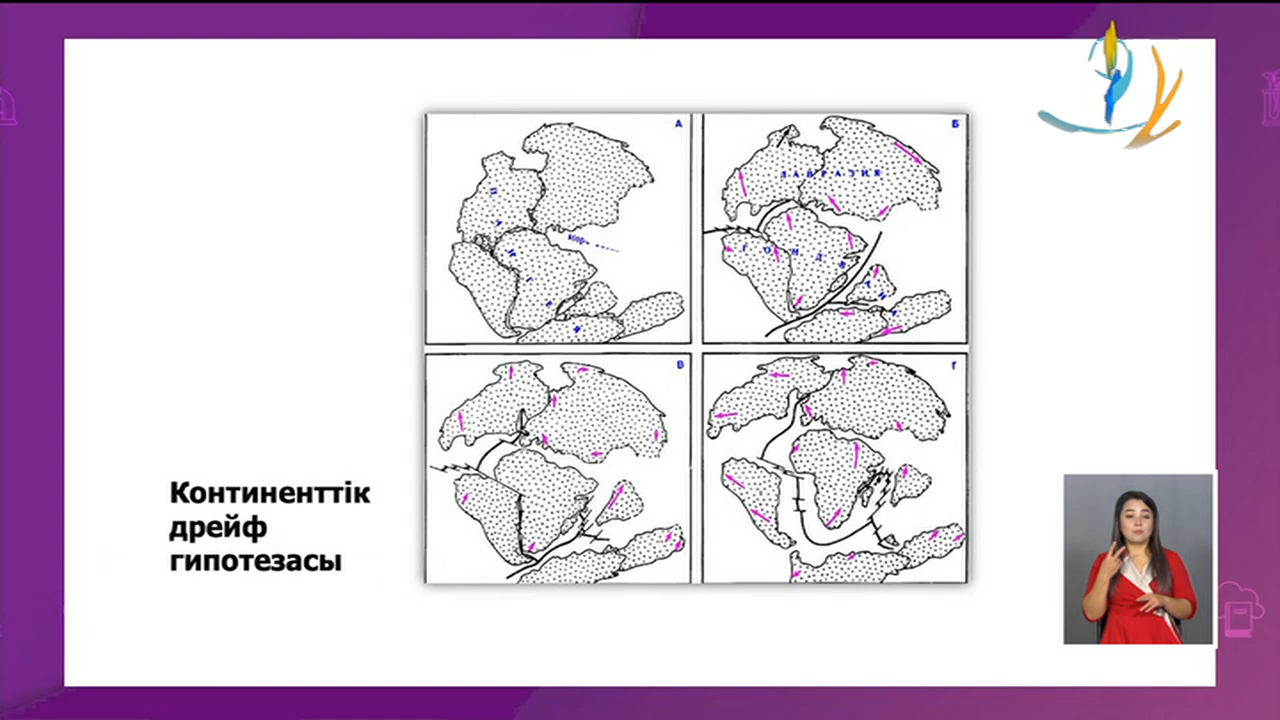 А
Б
ЛАВРАЗИЯ
В
Г
Континенттік
дрейф
гипотезасы